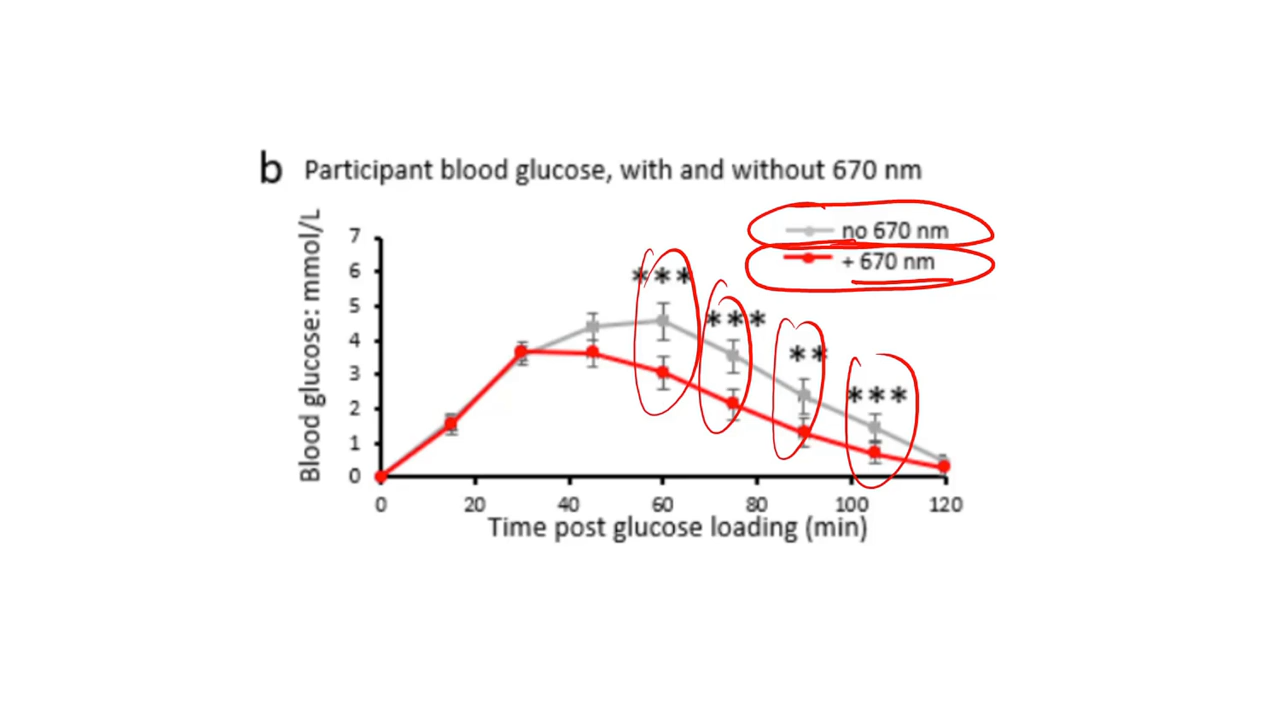 b Participant blood glucose, with and without 670 nm
no 670 nm
+ 670 nm
Blood glucose: mmol/L
7
6
5
4
3
2
1
0
***
***
**
***
0 20 40 60 80 100 120
Time post glucose loading (min)